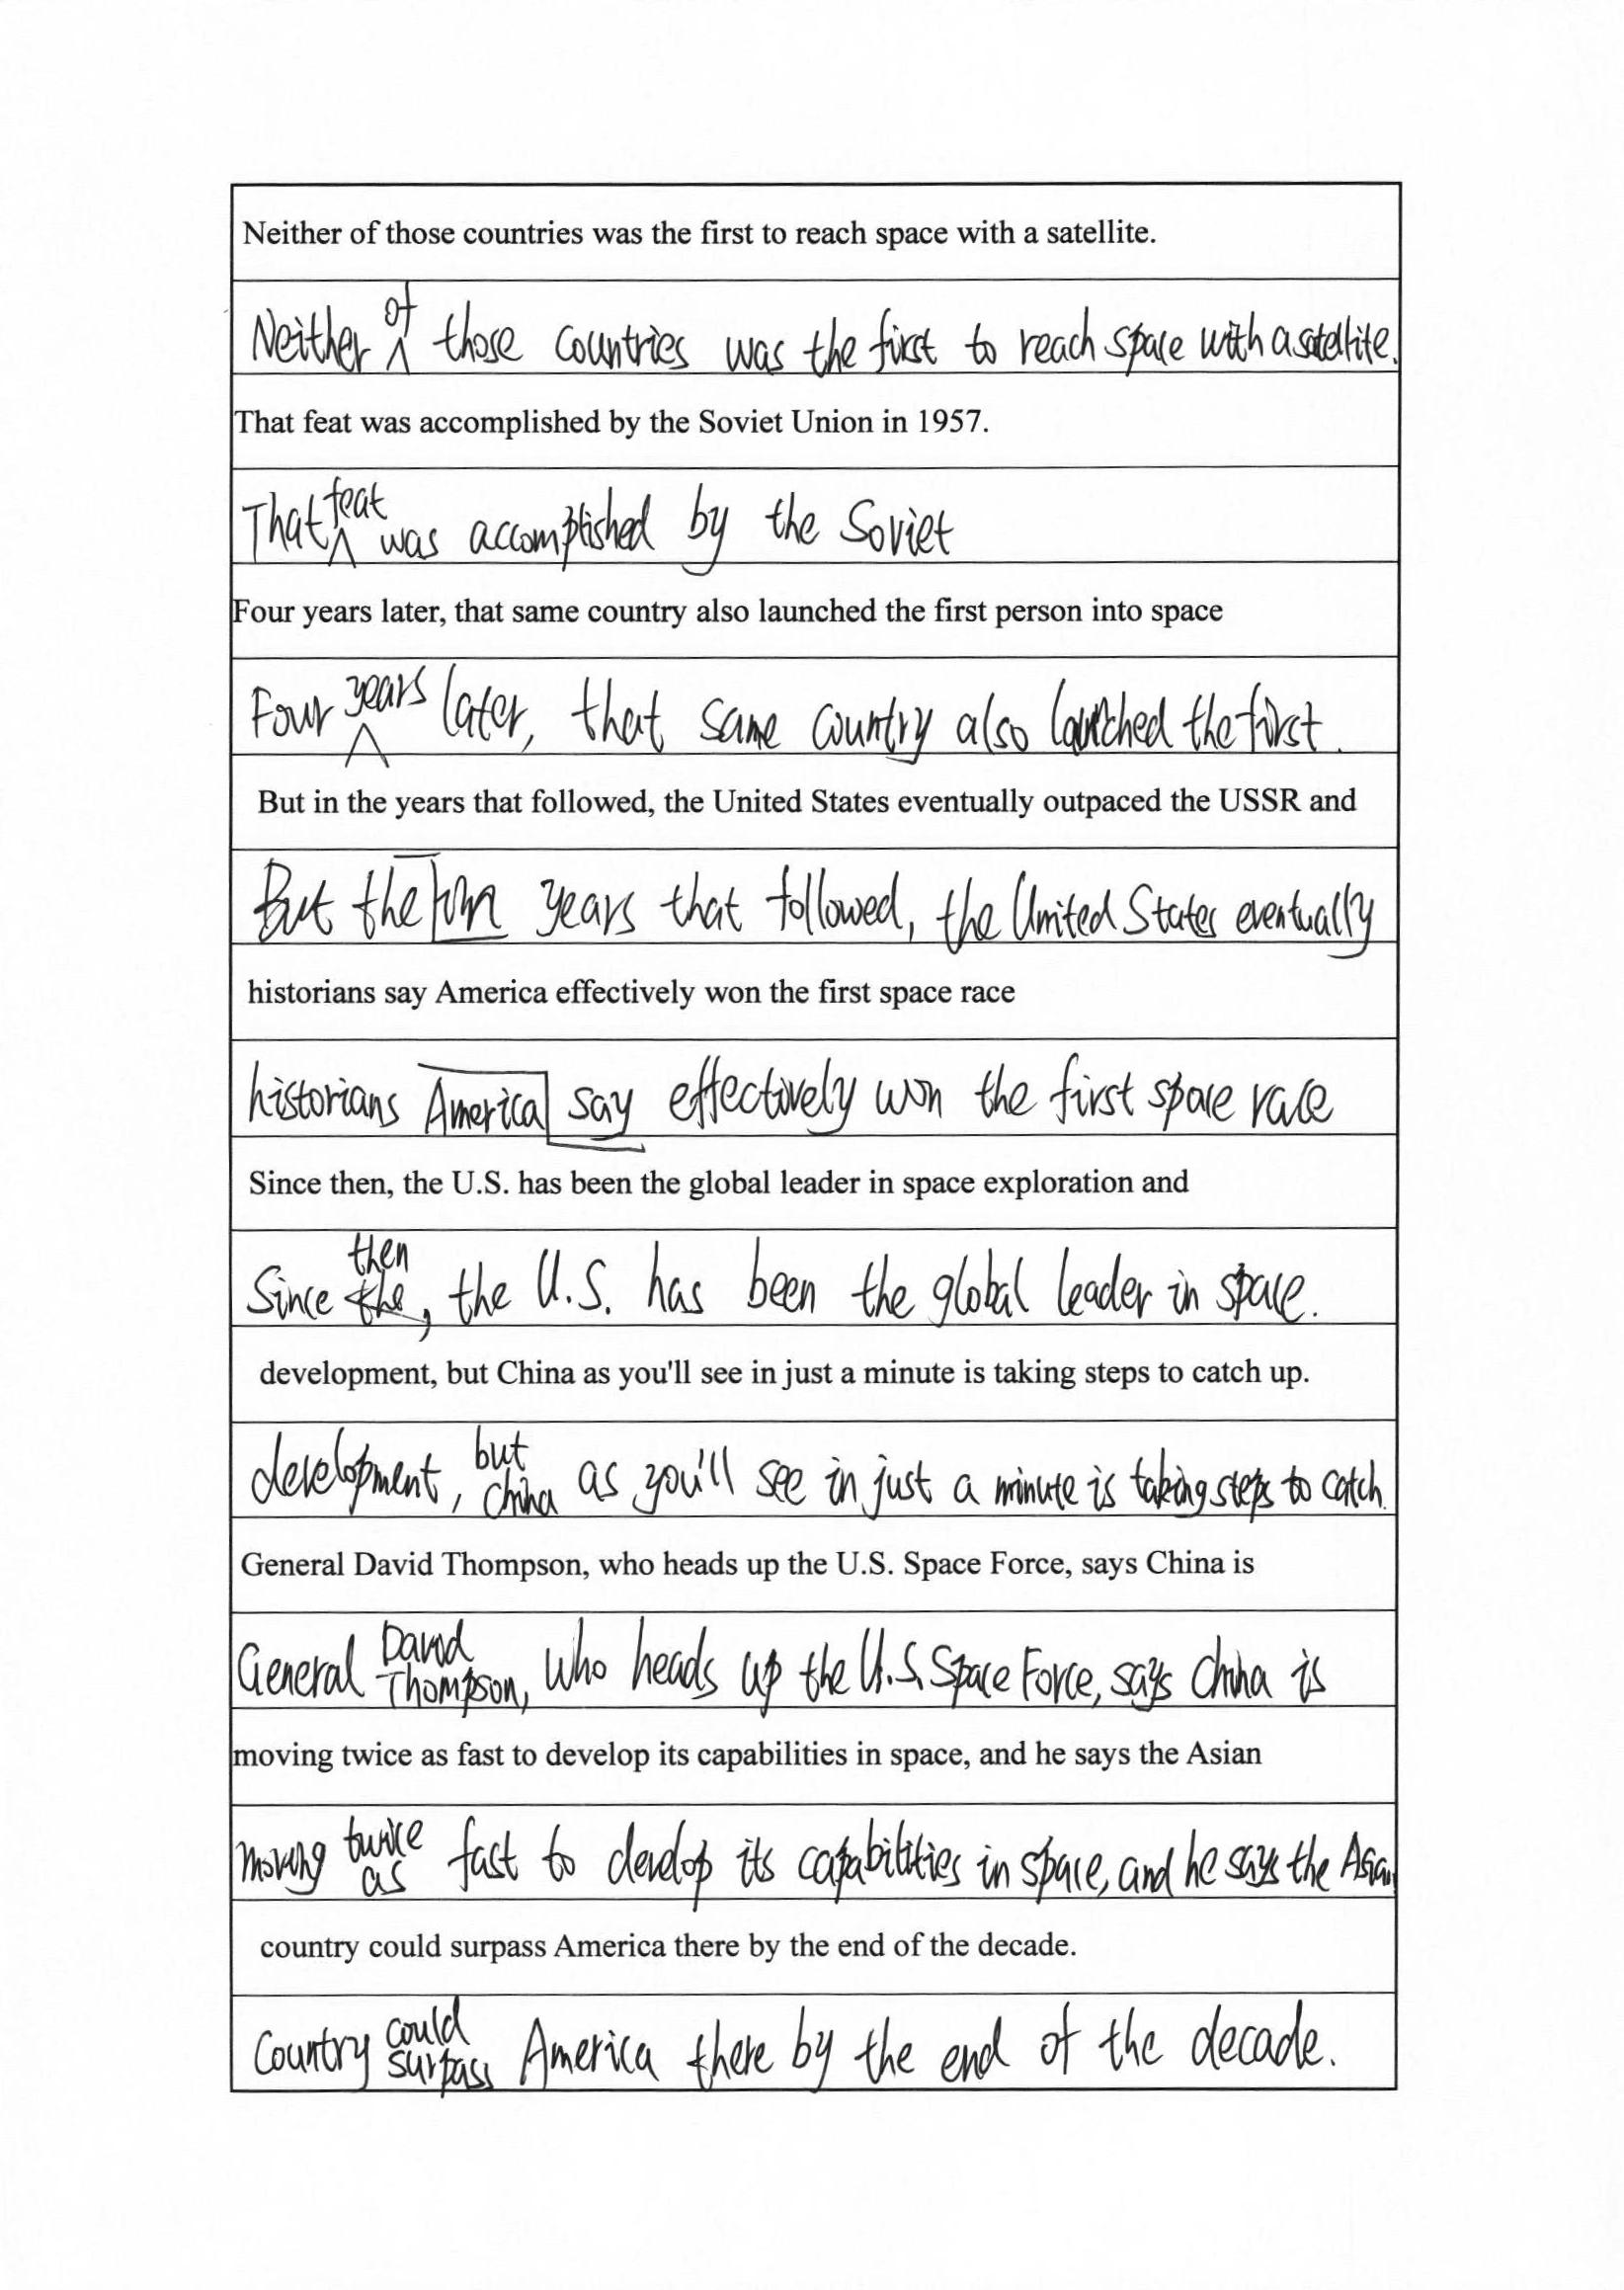 Neither of those countries was the first to reach space with a satellite.
Neither of those countries was the first to reach space with a satellite.
That feat was accomplished by the Soviet Union in 1957.
That feat was accomplished by the Soviet
Four years later, that same country also launched the first person into space
Four years later, that same country also launched the first.
But in the years that followed, the United States eventually outpaced the USSR and
But the in years that followed, the United States eventually
historians say America effectively won the first space race
historians America say effectively won the first space race
Since then, the U.S. has been the global leader in space exploration and
Since then, the U.S. has been the global leader in space.
development, but China as you'll see in just a minute is taking steps to catch up.
development, but China as you'll see in just a minute is taking steps to catch.
General David Thompson, who heads up the U.S. Space Force, says China is
General David Thompson, who heads up the U.S. Space Force, says China is
moving twice as fast to develop its capabilities in space, and he says the Asian
moving twice as fast to develop its capabilities in space, and he says the Asian
country could surpass America there by the end of the decade.
Country could surpass America there by the end of the decade.